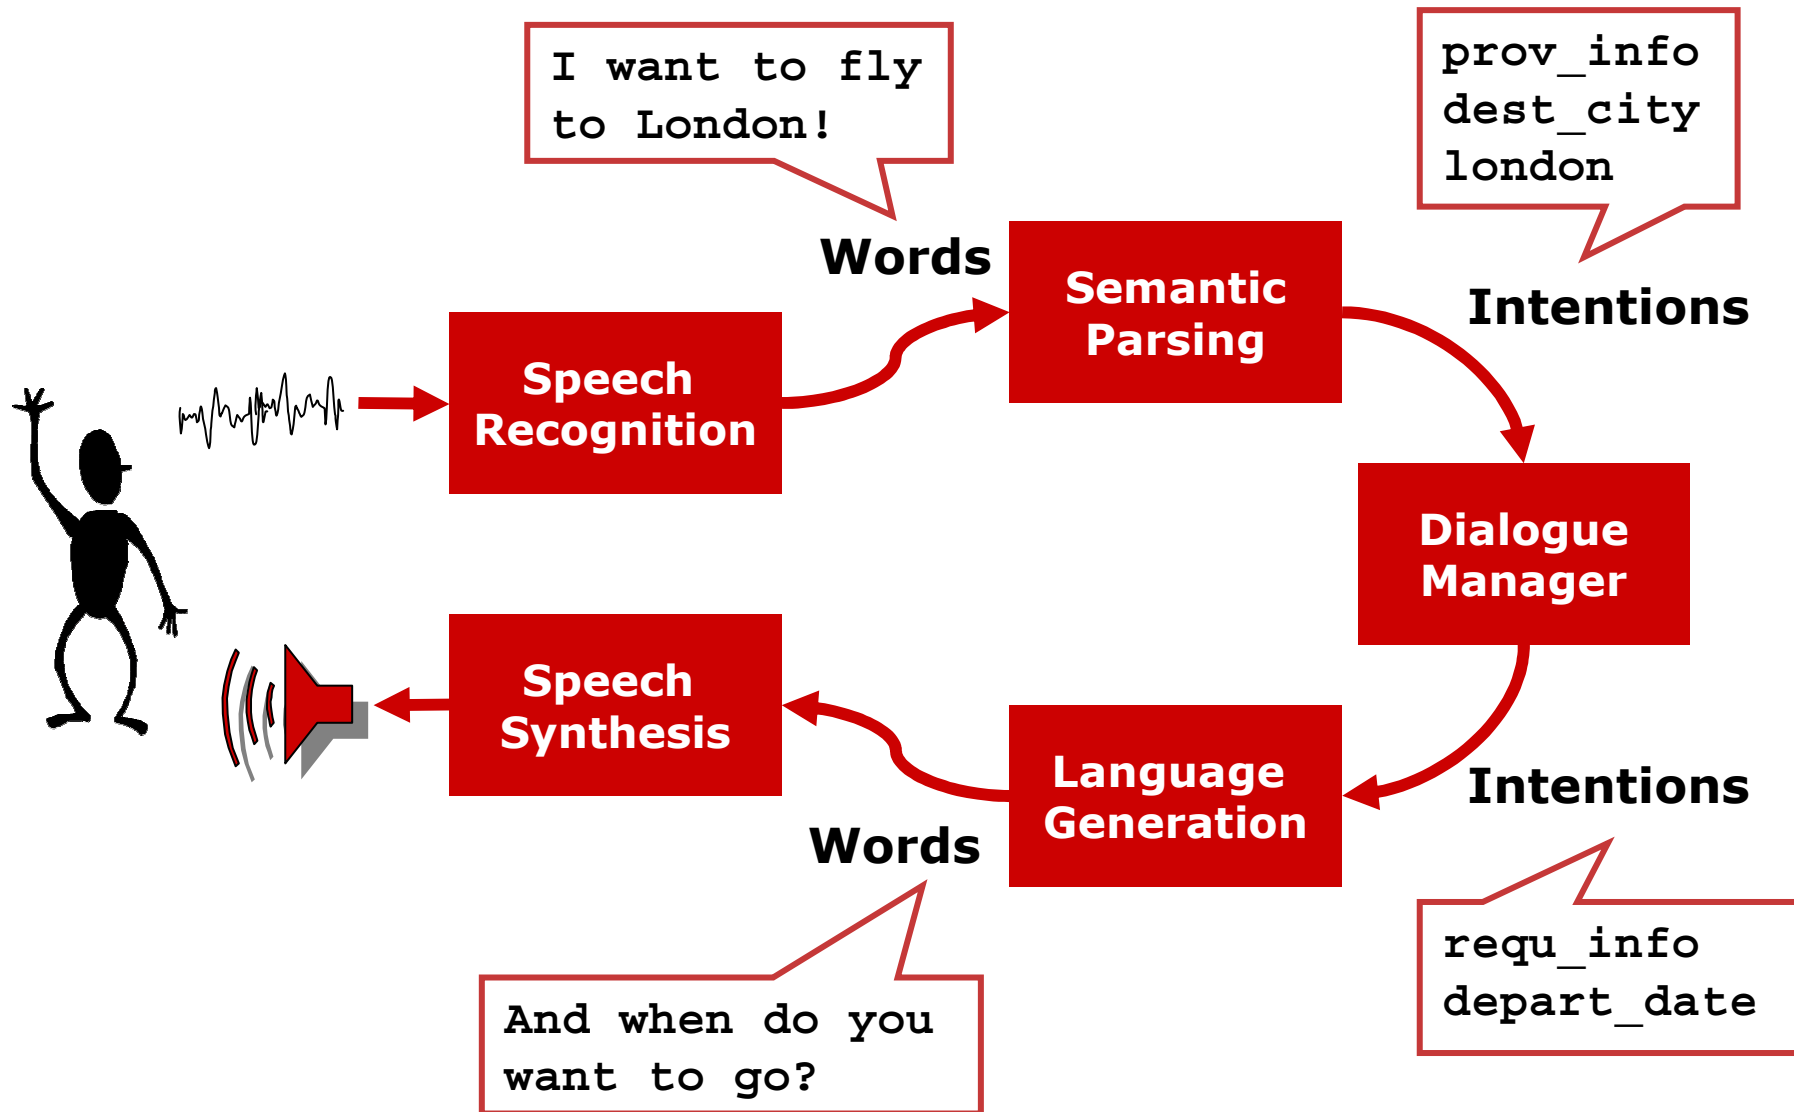 I want to fly
to London!
prov_info
dest_city
london
Words
Semantic
Parsing
Intentions
Speech
Recognition
Dialogue
Manager
Speech
Synthesis
Language
Generation
Intentions
Words
requ_info
depart_date
And when do you
want to go?